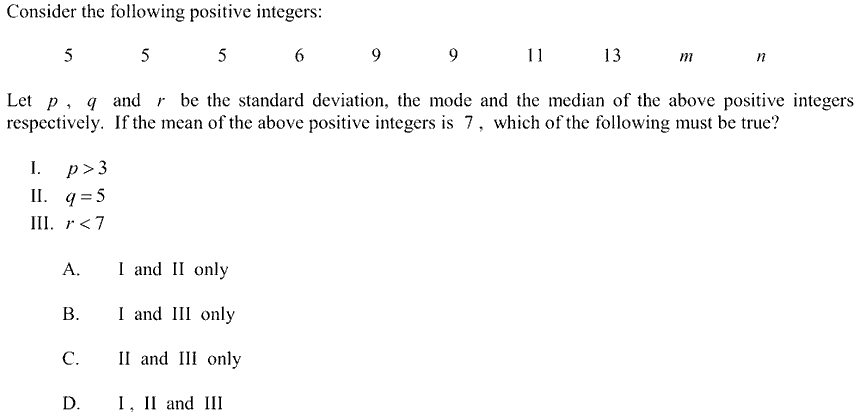 Consider the following positive integers:
5 5 5 6 9 9 11 13 m n
Let p , q and r be the standard deviation, the mode and the median of the above positive integers
respectively. If the mean of the above positive integers is 7 , which of the following must be true?
I. p > 3
II. q = 5
III. r < 7
A. I and II only
B. I and III only
C. II and III only
D. I , II and III